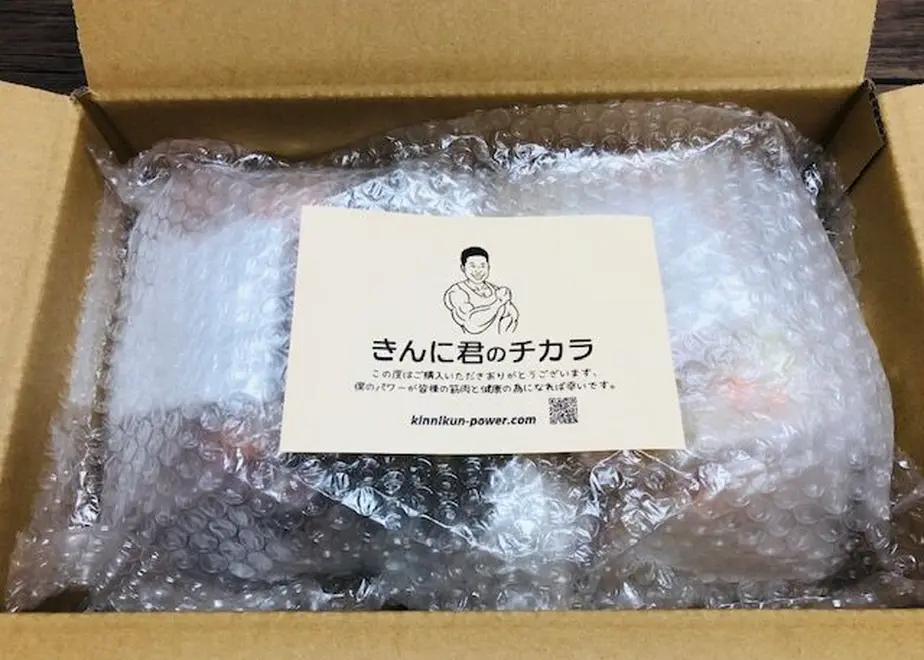 きんに君のチカラ
この度はご購入いただきありがとうございます、
僕のパワーが皆様の筋肉と健康の為になれば幸いです。
kinnikun-power.com